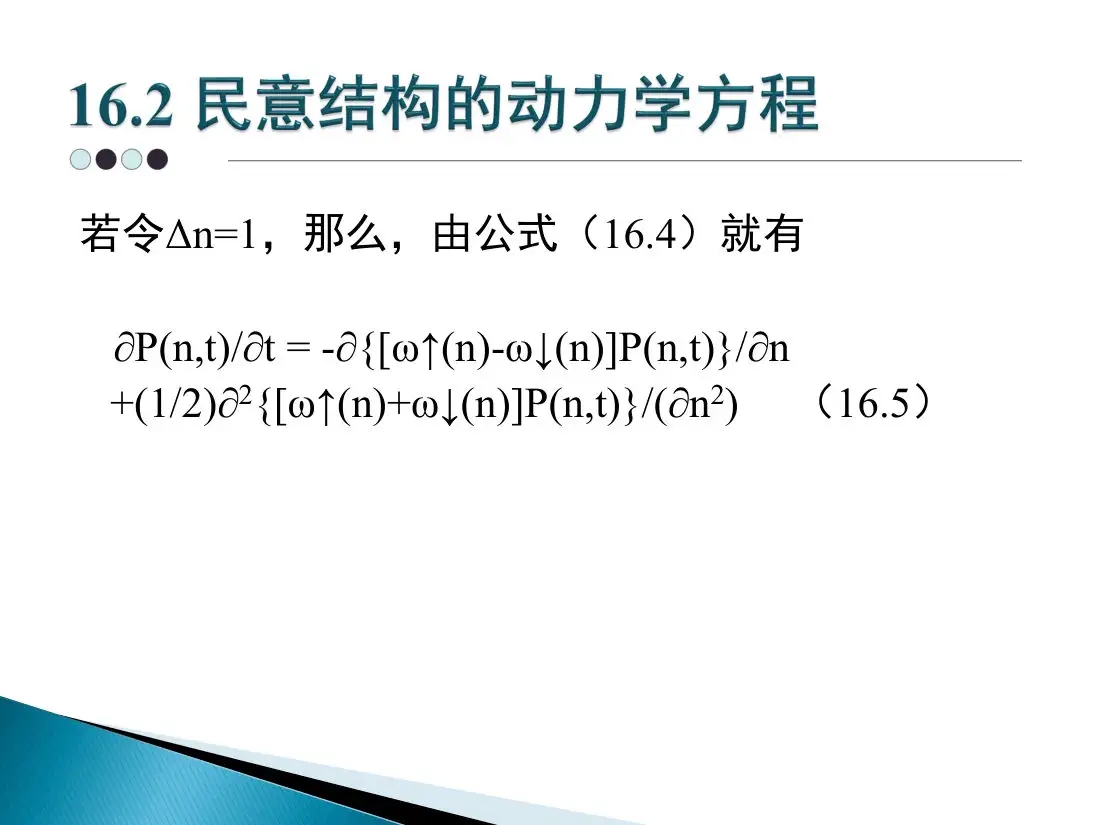 16.2 民意结构的动力学方程
若令Δn=1，那么，由公式（16.4）就有
∂P(n,t)/∂t = -∂{[ω↑(n)-ω↓(n)]P(n,t)}/∂n
+(1/2)∂²{[ω↑(n)+ω↓(n)]P(n,t)}/(∂n²) （16.5）